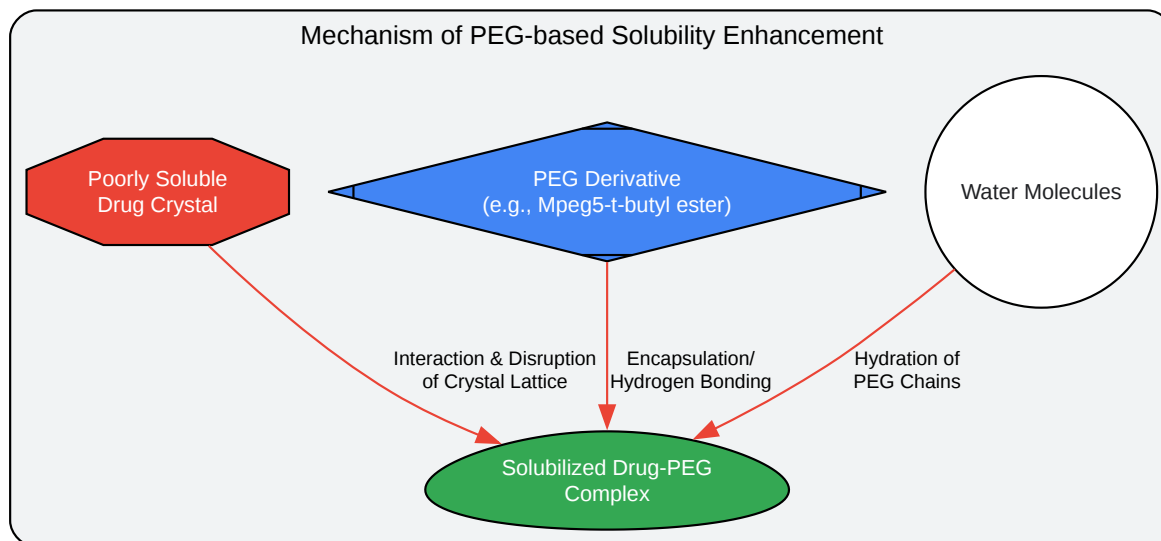 Mechanism of PEG-based Solubility Enhancement
Poorly Soluble
Drug Crystal
PEG Derivative
(e.g., Mpeg5-t-butyl ester)
Water Molecules
Interaction & Disruption
of Crystal Lattice
Encapsulation/
Hydrogen Bonding
Hydration of
PEG Chains
Solubilized Drug-PEG
Complex